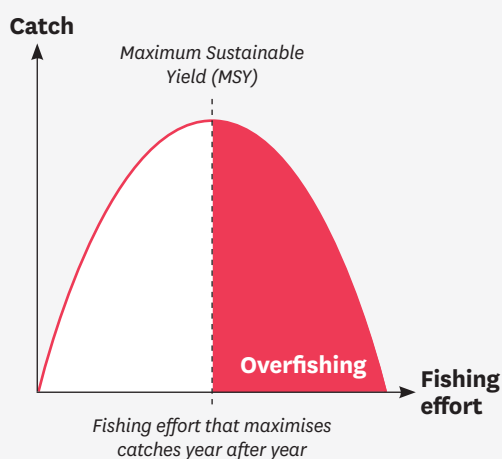 Catch
Maximum Sustainable
Yield (MSY)
Overfishing
Fishing
effort
Fishing effort that maximises
catches year after year